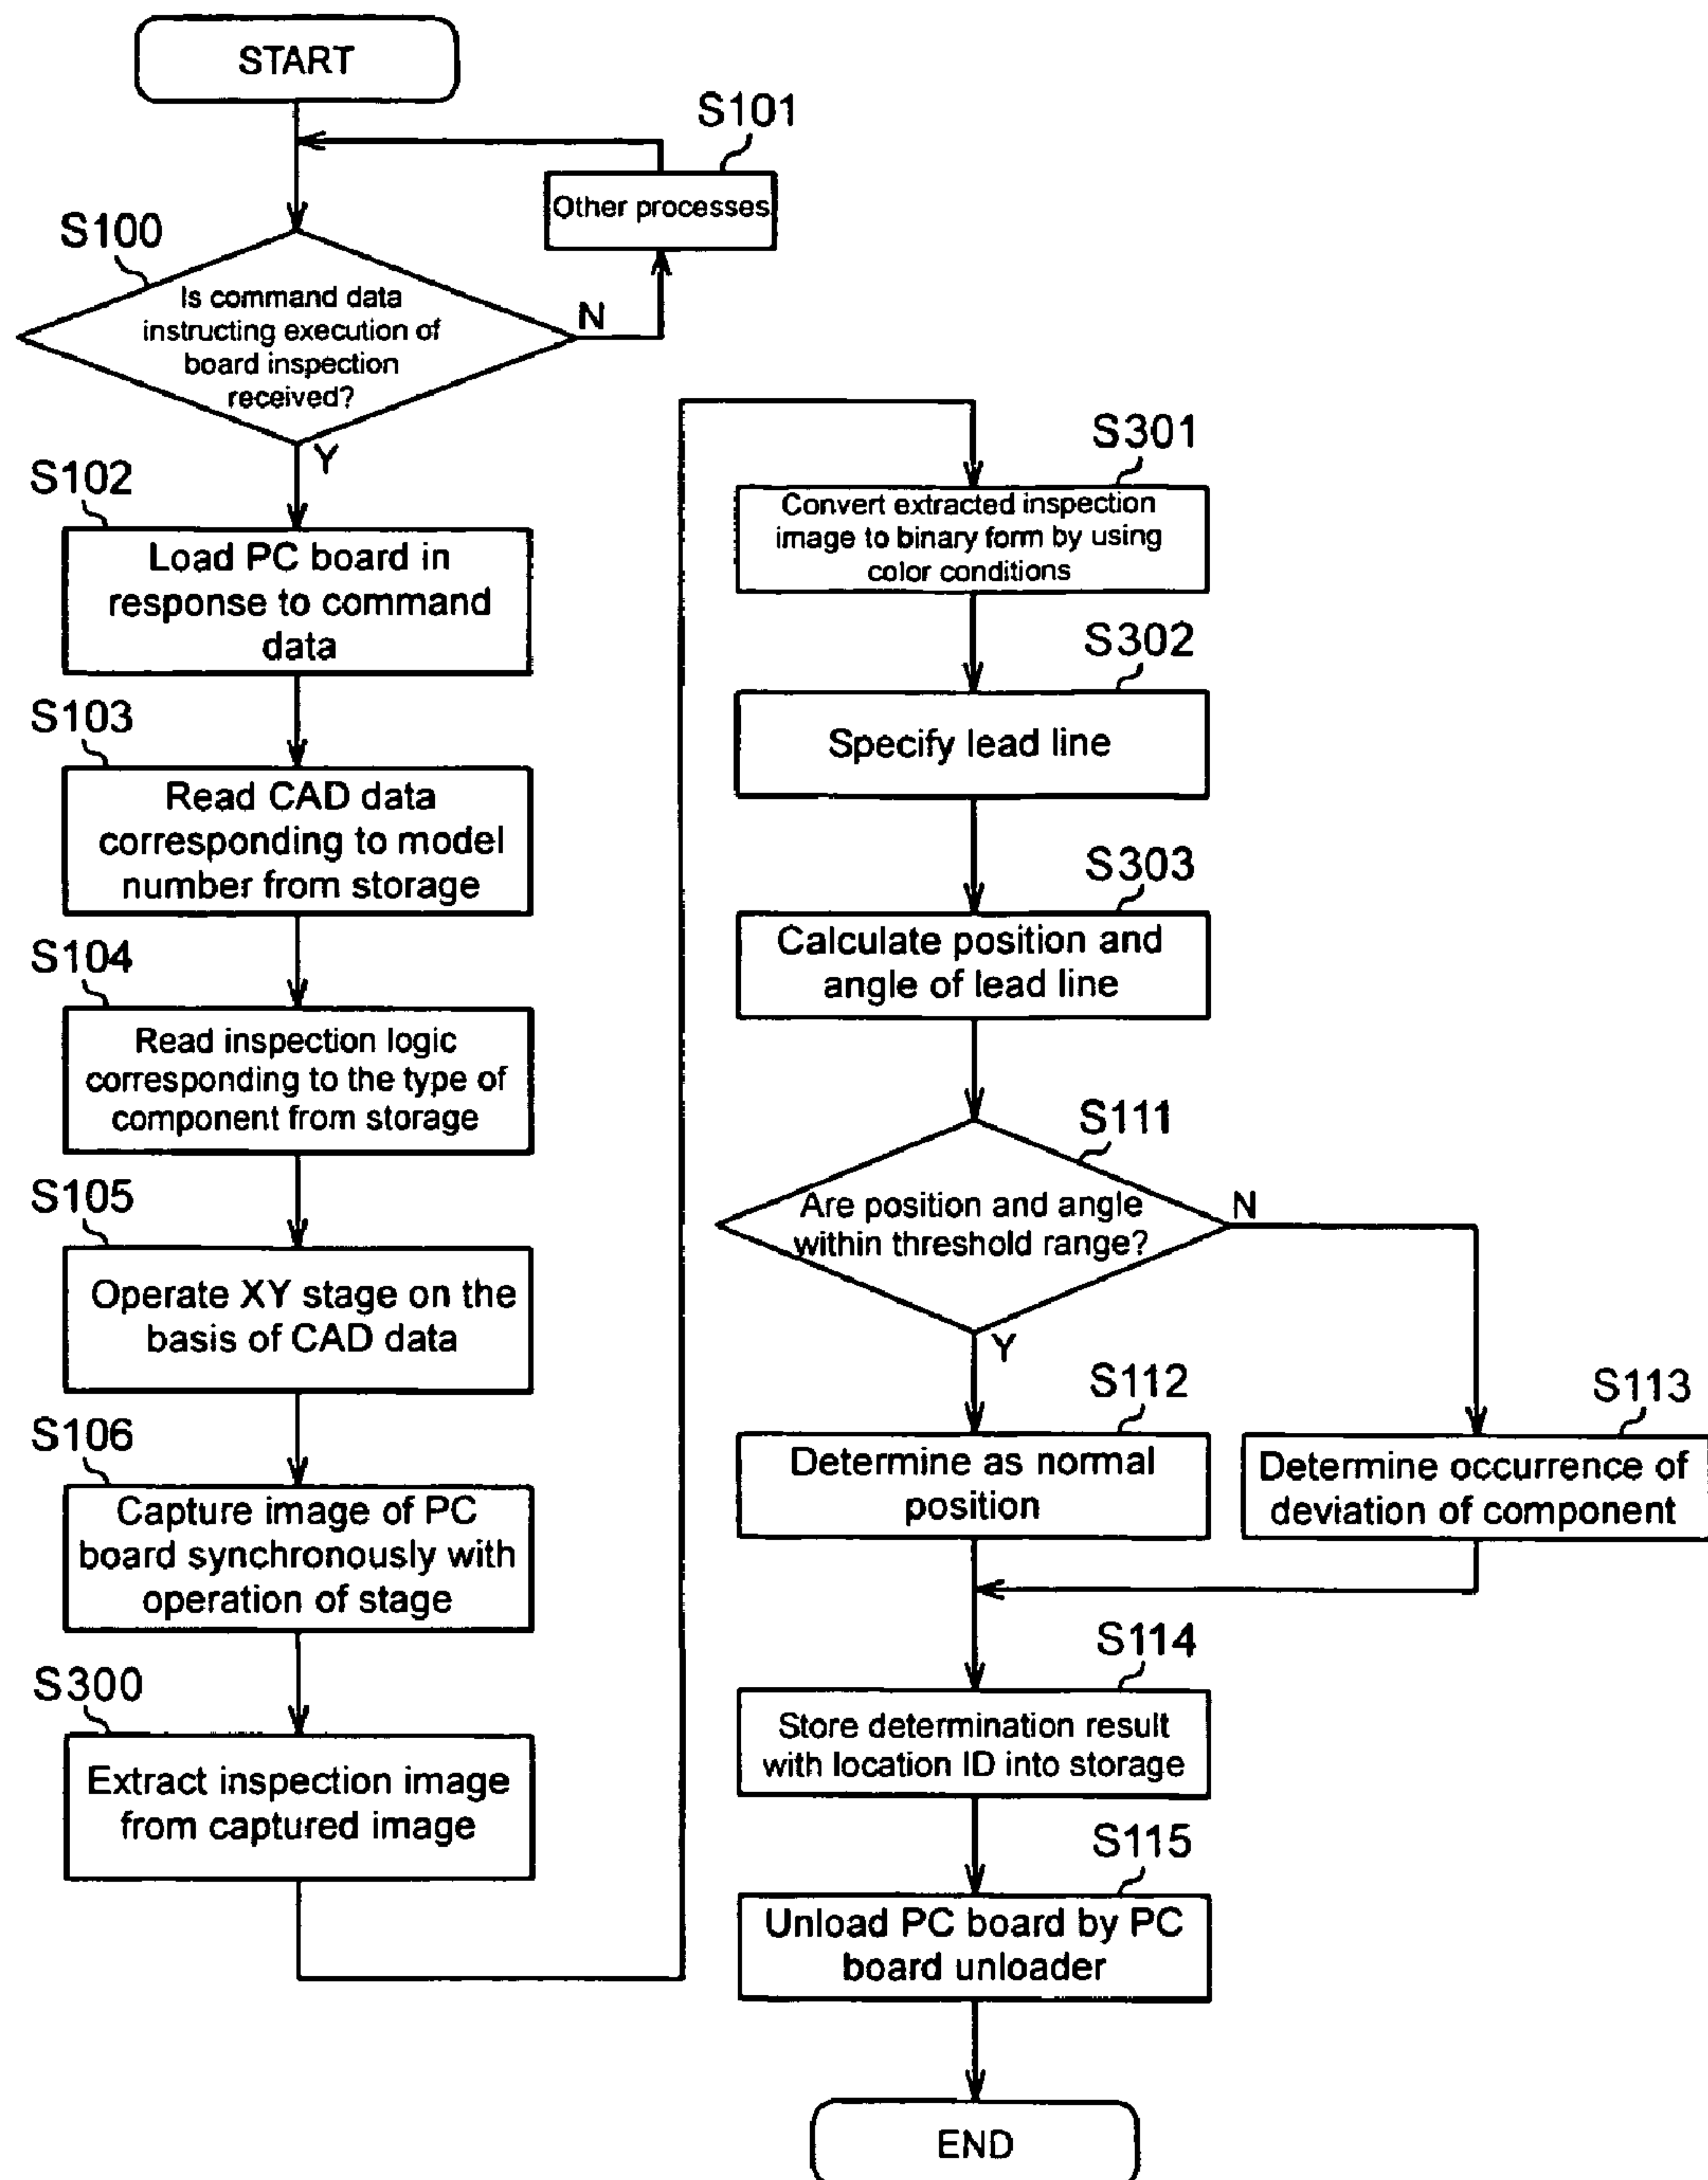 START
S101
Other processes
S100
Is command data
instructing execution of
board inspection
received?
N
Y
S102
Load PC board in
response to command
data
S103
Read CAD data
corresponding to model
number from storage
S104
Read inspection logic
corresponding to the type of
component from storage
S105
Operate XY stage on the
basis of CAD data
S106
Capture image of PC
board synchronously with
operation of stage
S300
Extract inspection image
from captured image
S301
Convert extracted inspection
image to binary form by using
color conditions
S302
Specify lead line
S303
Calculate position and
angle of lead line
S111
Are position and angle
within threshold range?
N
Y
S112
Determine as normal
position
S113
Determine occurrence of
deviation of component
S114
Store determination result
with location ID into storage
S115
Unload PC board by PC
board unloader
END